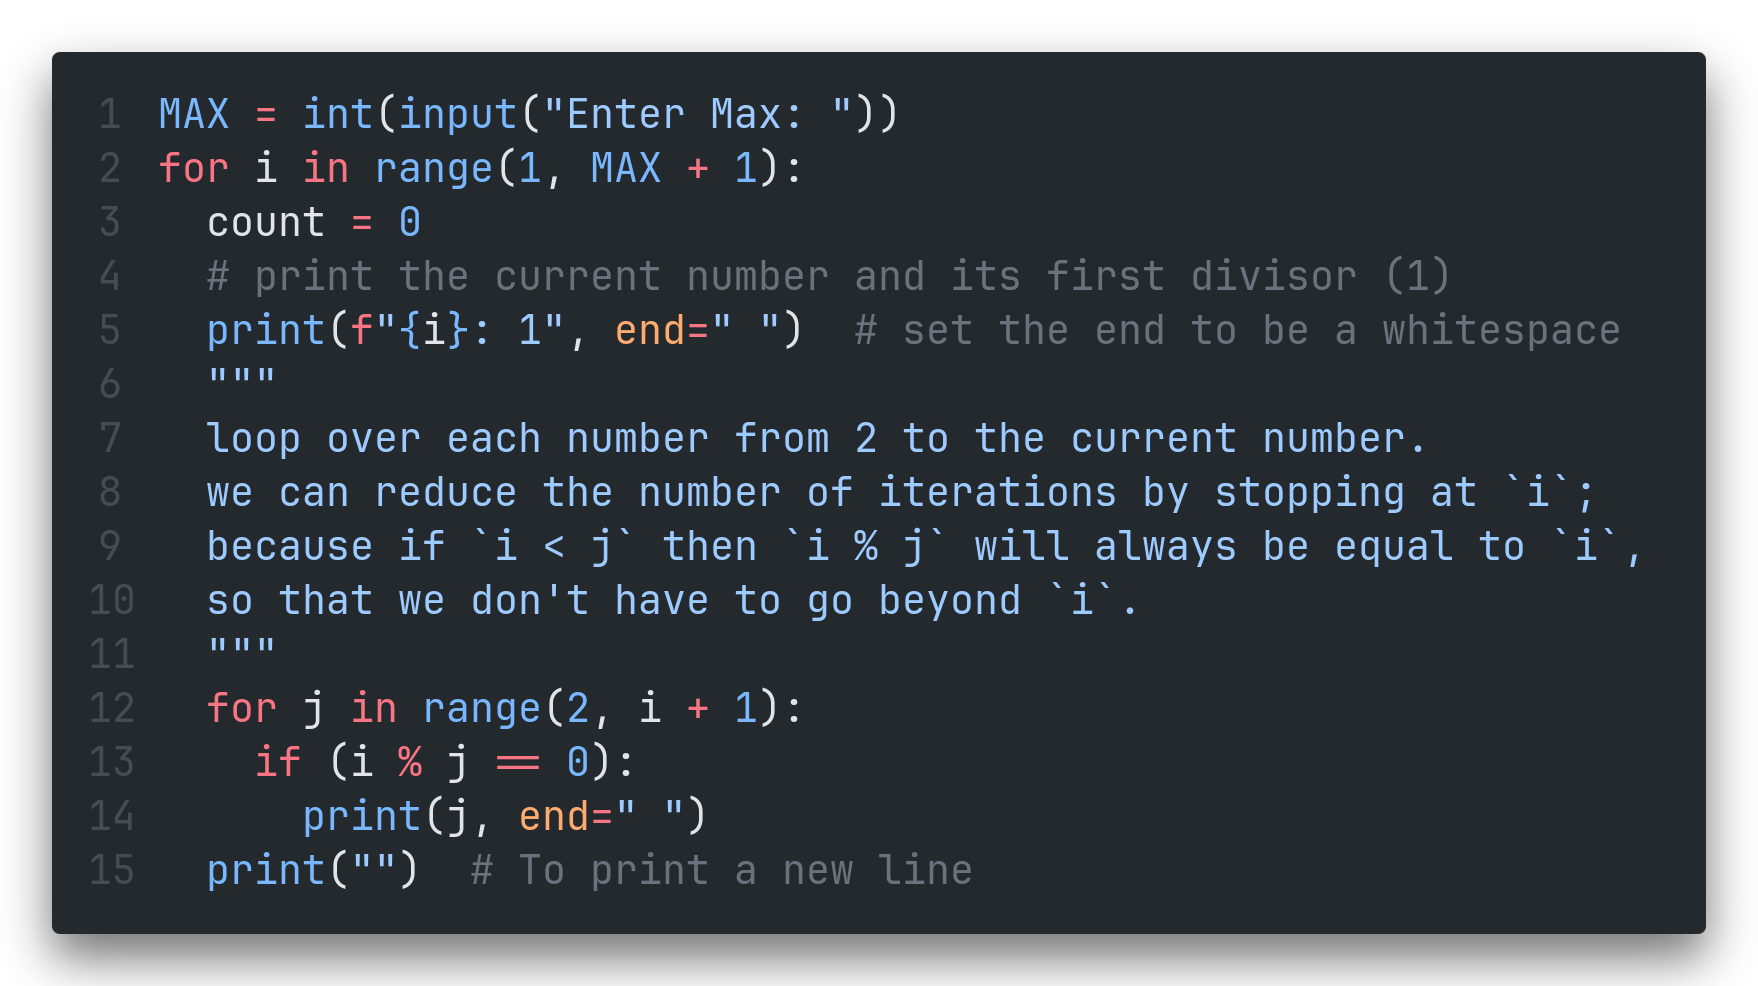 1 MAX = int(input("Enter Max: "))
2 for i in range(1, MAX + 1):
3   count = 0
4   # print the current number and its first divisor (1)
5   print(f"{i}: 1", end=" ")  # set the end to be a whitespace
6   """
7   loop over each number from 2 to the current number.
8   we can reduce the number of iterations by stopping at `i`;
9   because if `i < j` then `i % j` will always be equal to `i`,
10   so that we don't have to go beyond `i`.
11   """
12   for j in range(2, i + 1):
13     if (i % j == 0):
14       print(j, end=" ")
15   print("")  # To print a new line